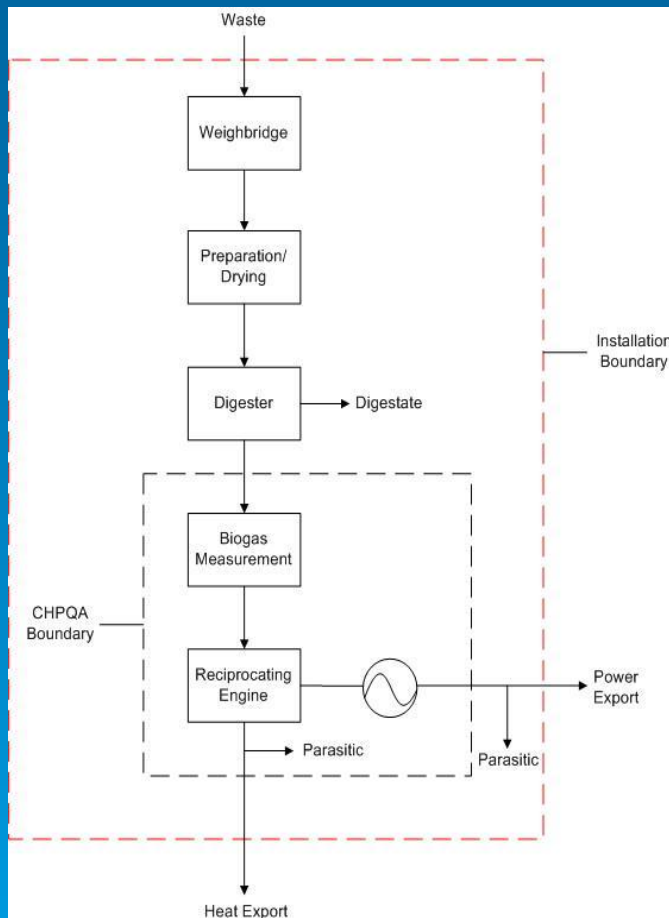 Waste
Weighbridge
Preparation/
Drying
Installation
Boundary
Digester
Digestate
Biogas
Measurement
CHPQA
Boundary
Reciprocating
Engine
Power
Export
Parasitic
Parasitic
Heat Export